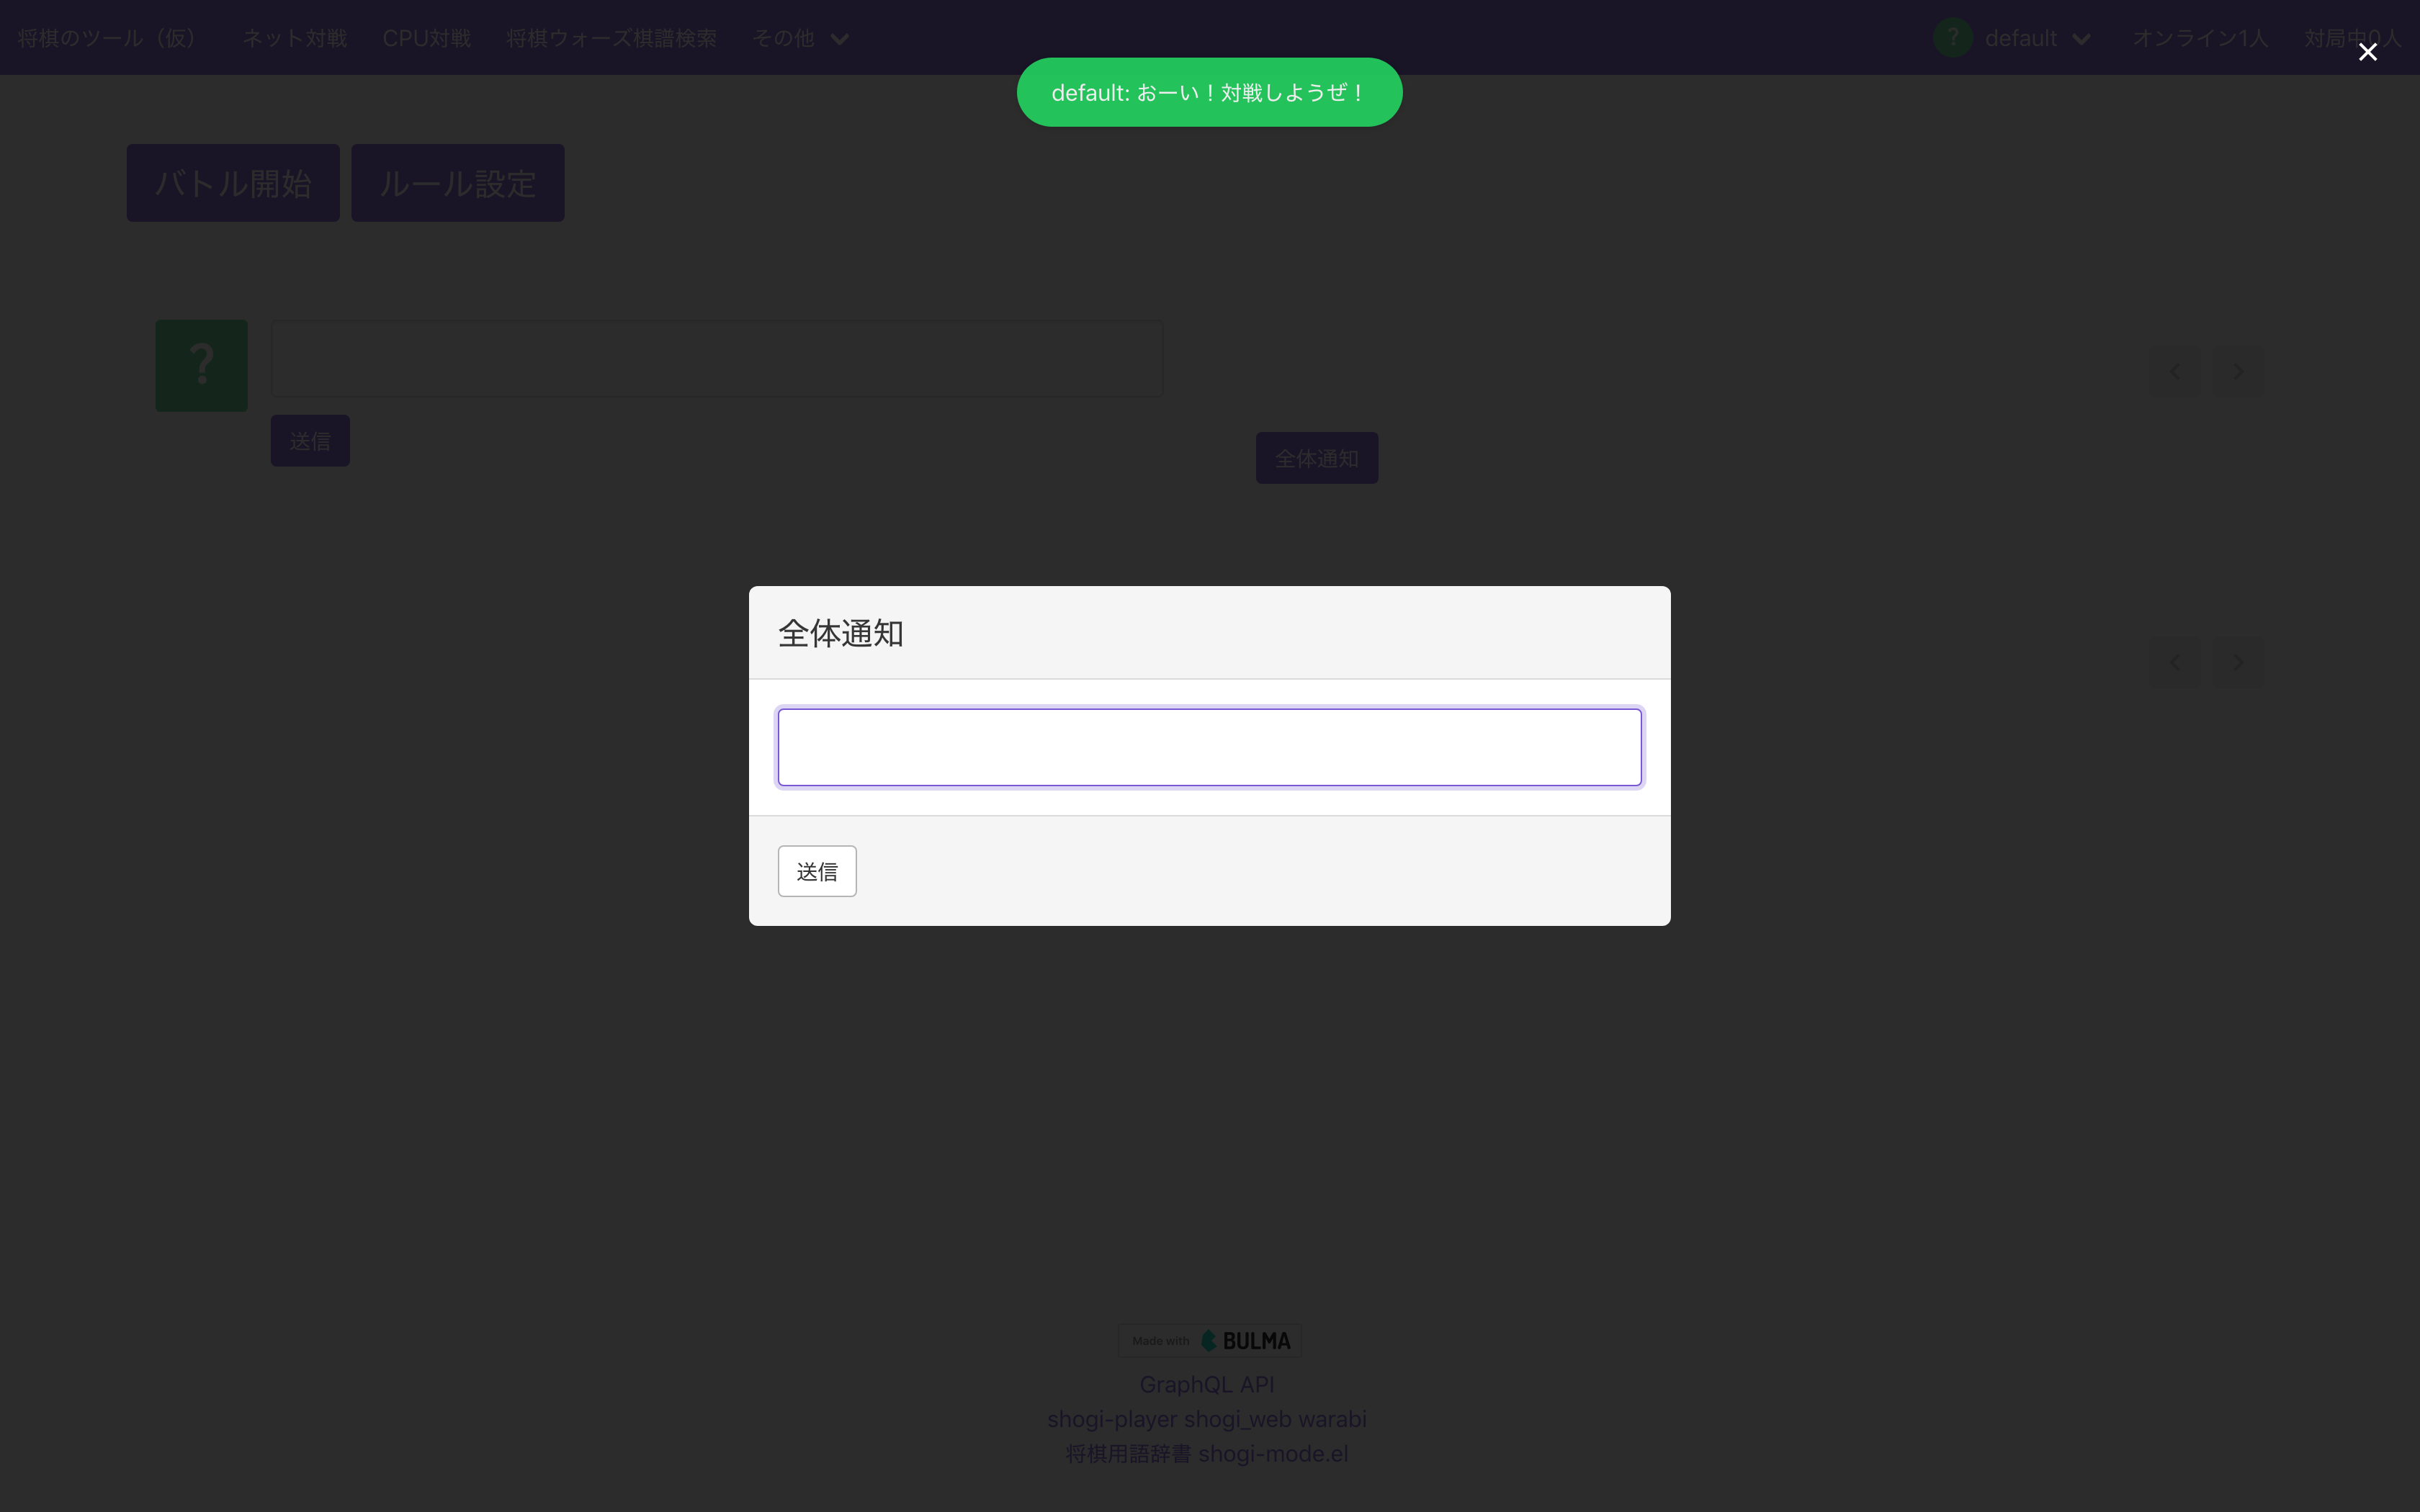 将棋のツール（仮） ネット対戦 CPU対戦 将棋ウォーズ棋譜検索 その他 ? default オンライン1人 対局中0人
default: おーい！対戦しようぜ！
バトル開始 ルール設定
?
送信
全体通知
全体通知
送信
Made with BULMA
GraphQL API
shogi-player shogi_web warabi
将棋用語辞書 shogi-mode.el